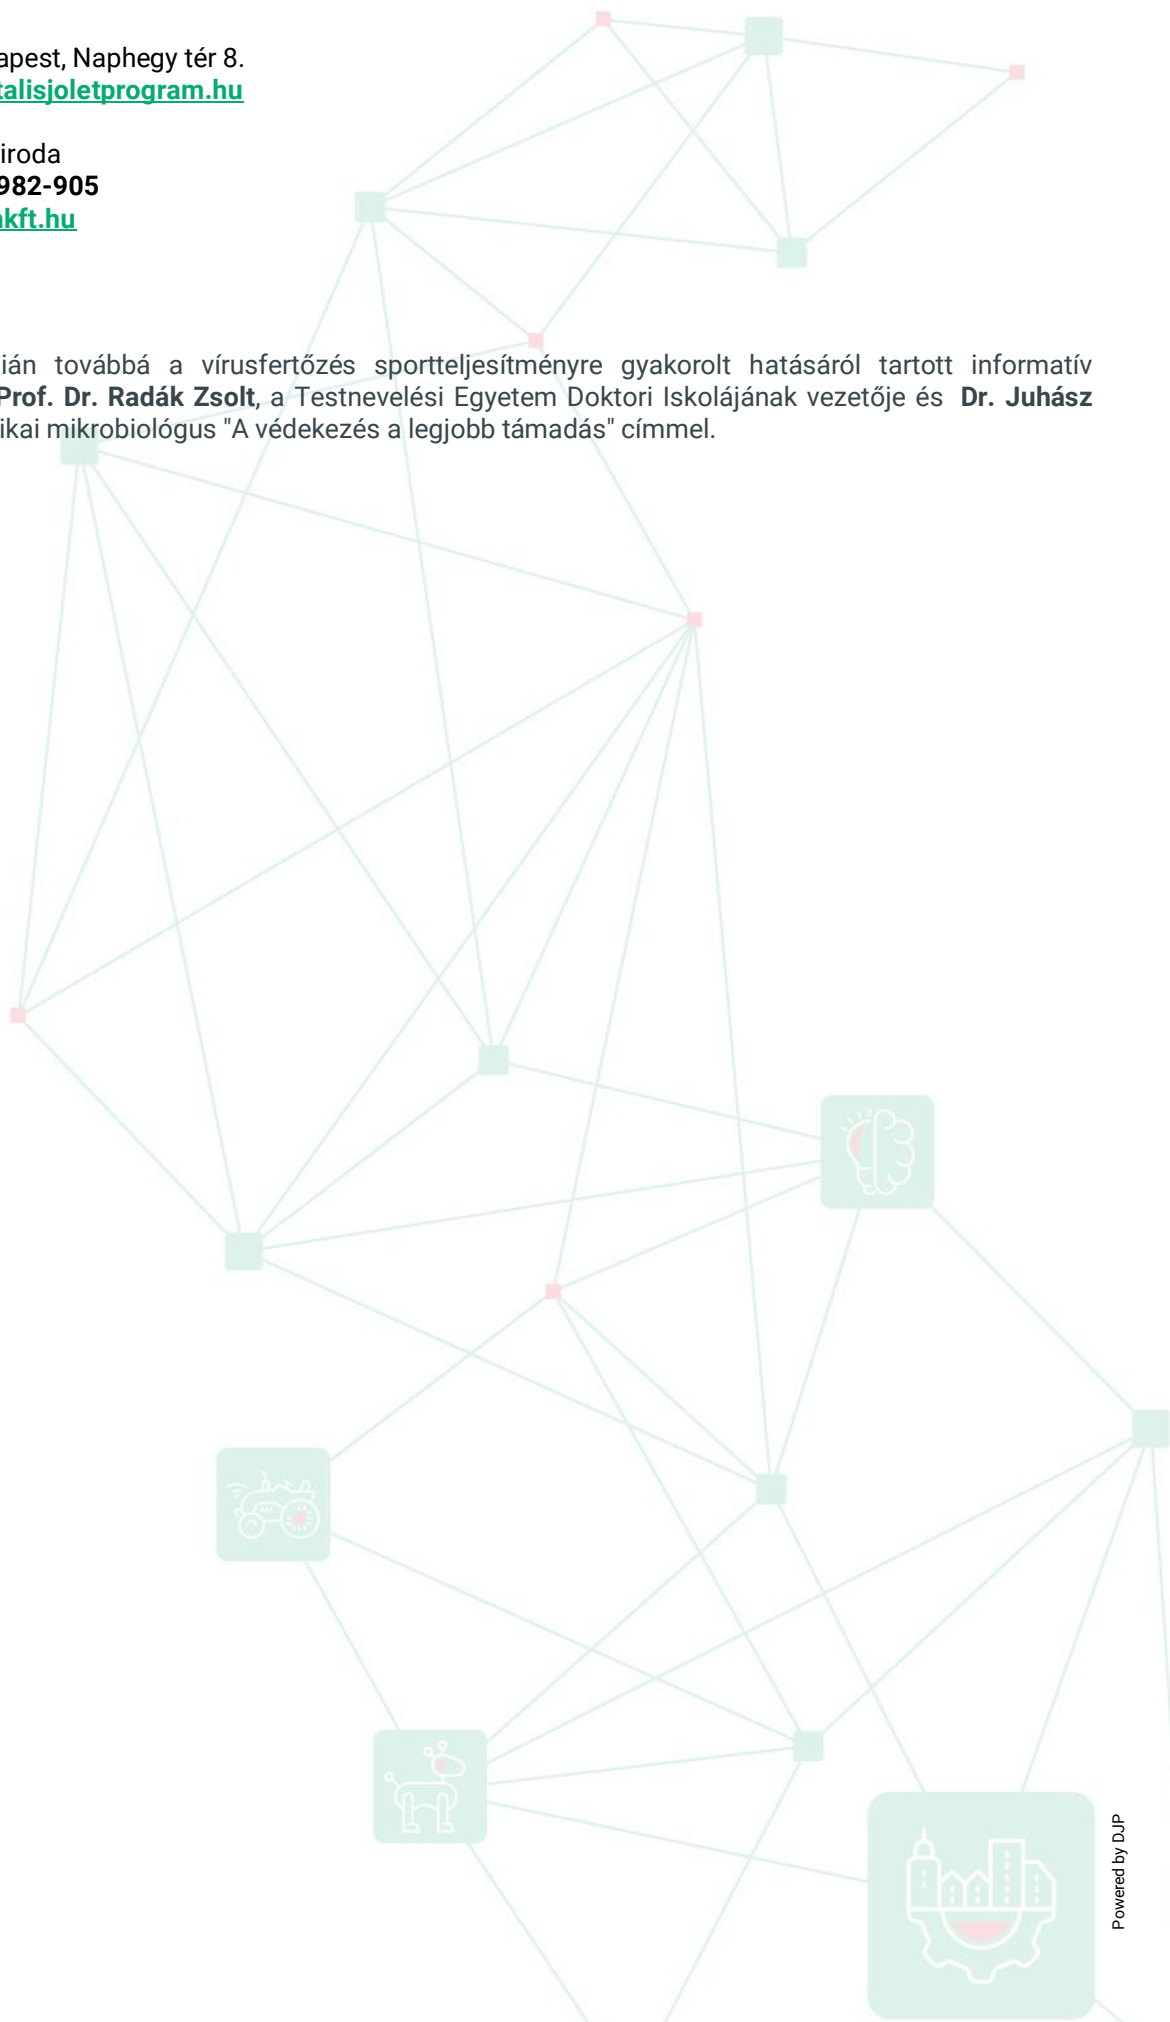 apest, Naphegy tér 8.
talisjoletprogram.hu
iroda
982-905
kft.hu
ián továbbá a vírusfertőzés sportteljesítményre gyakorolt hatásáról tartott informatív
Prof. Dr. Radák Zsolt, a Testnevelési Egyetem Doktori Iskolájának vezetője és Dr. Juhász
ikai mikrobiológus "A védekezés a legjobb támadás" címmel.
Powered by DJP